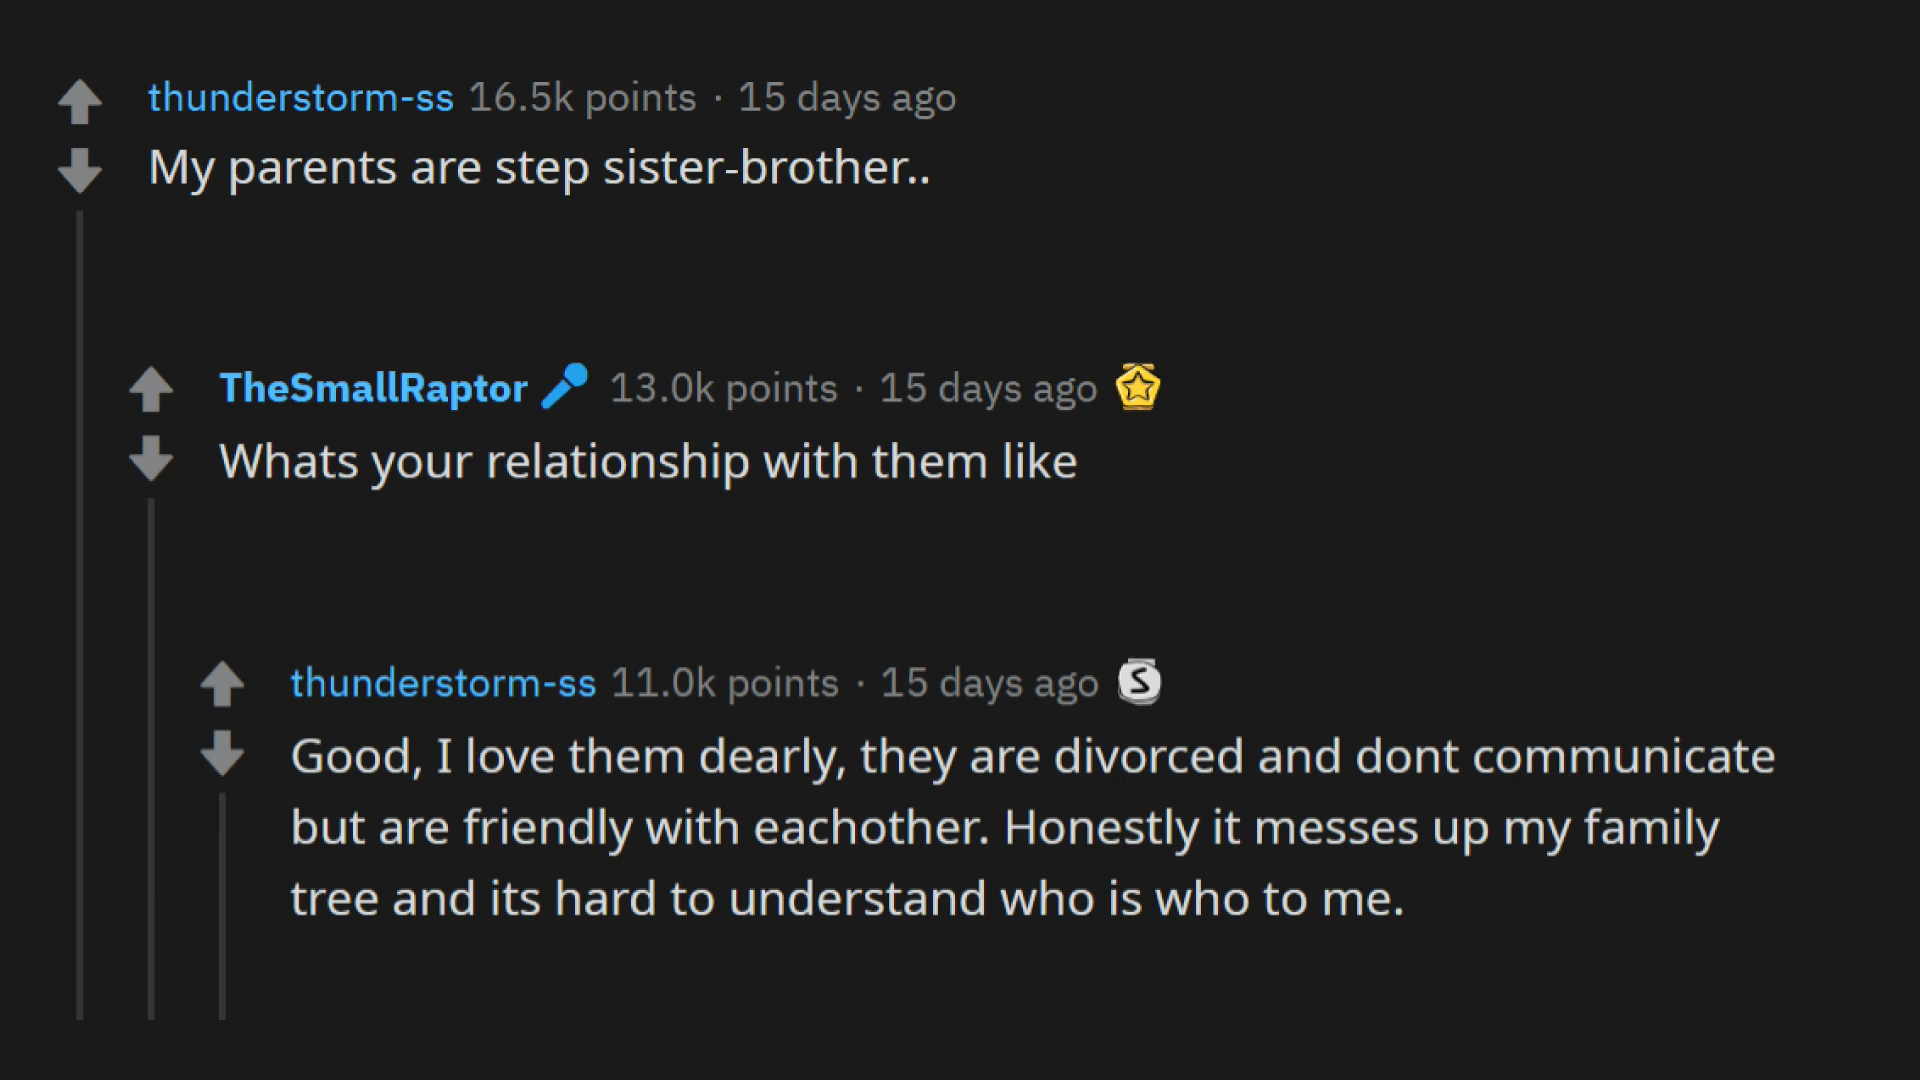 thunderstorm-ss 16.5k points · 15 days ago
My parents are step sister-brother..
TheSmallRaptor 13.0k points · 15 days ago
Whats your relationship with them like
thunderstorm-ss 11.0k points · 15 days ago S
Good, I love them dearly, they are divorced and dont communicate
but are friendly with eachother. Honestly it messes up my family
tree and its hard to understand who is who to me.